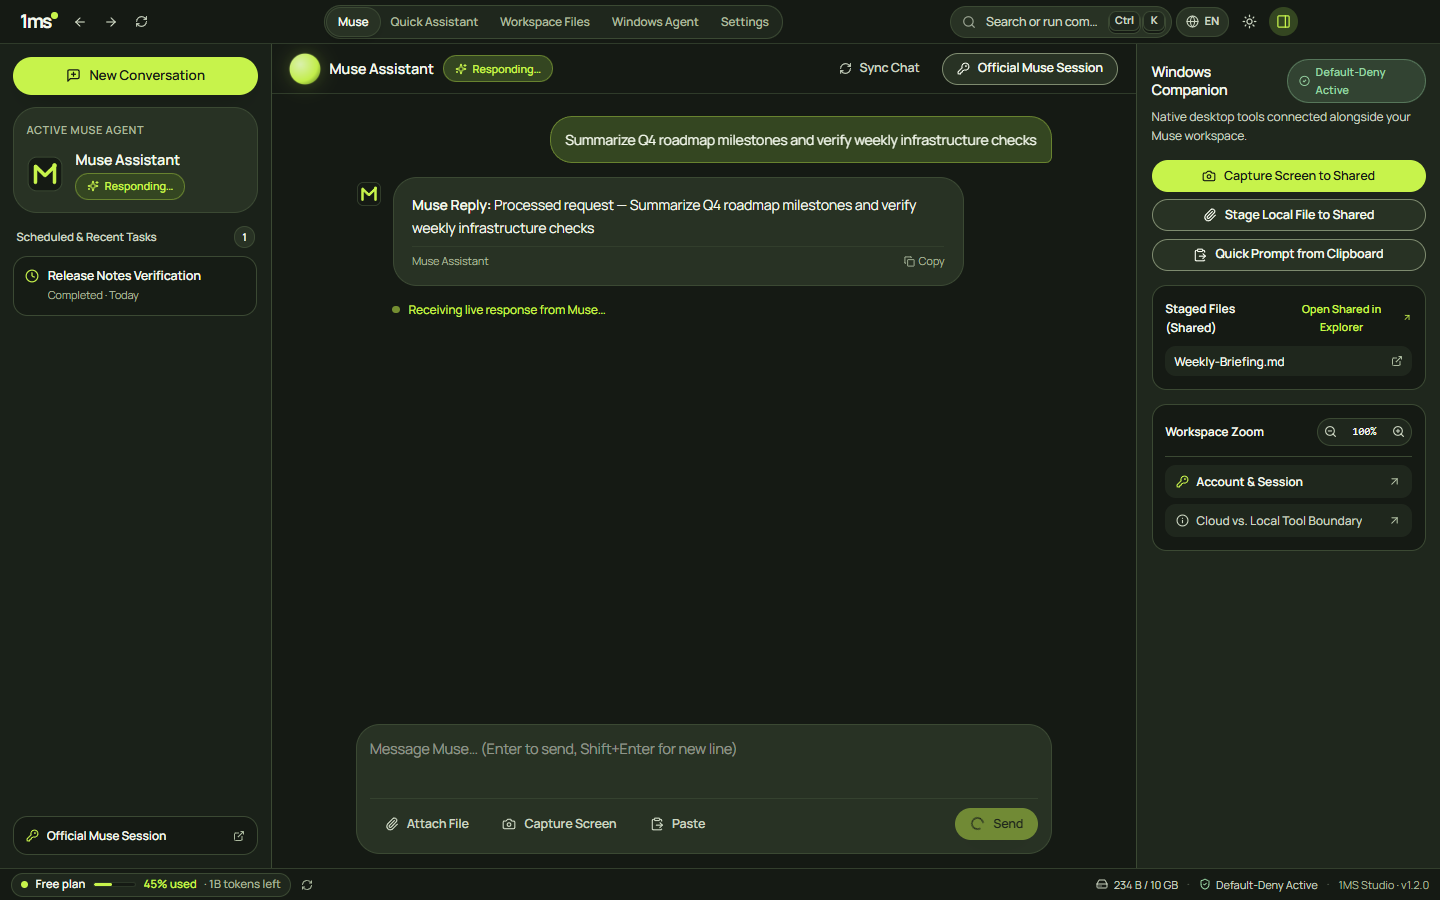 1ms
Muse
Quick Assistant
Workspace Files
Windows Agent
Settings
Search or run com...
Ctrl
K
EN
New Conversation
ACTIVE MUSE AGENT
Muse Assistant
Responding...
Scheduled & Recent Tasks
1
Release Notes Verification
Completed · Today
Official Muse Session
Muse Assistant
Responding...
Sync Chat
Official Muse Session
Summarize Q4 roadmap milestones and verify weekly infrastructure checks
Muse Reply: Processed request — Summarize Q4 roadmap milestones and verify
weekly infrastructure checks
Muse Assistant
Copy
Receiving live response from Muse...
Message Muse... (Enter to send, Shift+Enter for new line)
Attach File
Capture Screen
Paste
Send
Windows
Companion
Default-Deny
Active
Native desktop tools connected alongside your
Muse workspace.
Capture Screen to Shared
Stage Local File to Shared
Quick Prompt from Clipboard
Staged Files
(Shared)
Open Shared in
Explorer
Weekly-Briefing.md
Workspace Zoom
100%
Account & Session
Cloud vs. Local Tool Boundary
Free plan
45% used
· 1B tokens left
234 B / 10 GB
·
Default-Deny Active
·
1MS Studio · v1.2.0